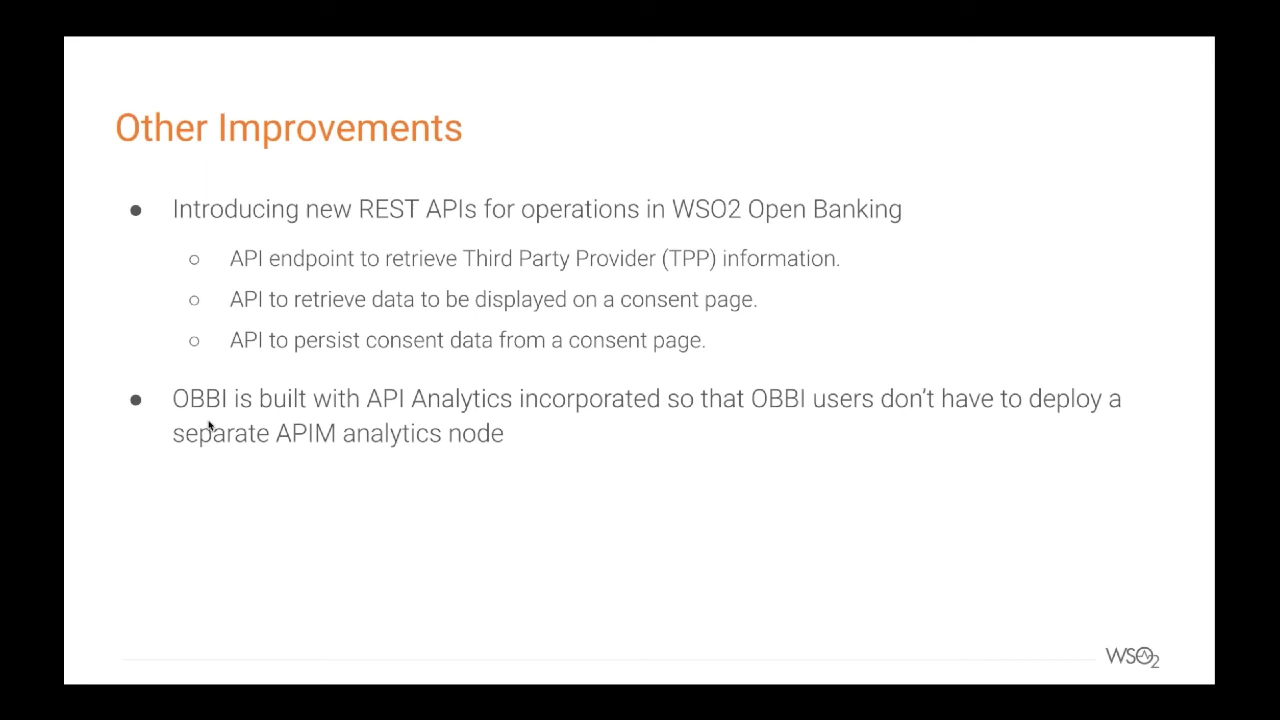 Other Improvements
● Introducing new REST APIs for operations in WSO2 Open Banking
○ API endpoint to retrieve Third Party Provider (TPP) information.
○ API to retrieve data to be displayed on a consent page.
○ API to persist consent data from a consent page.
● OBBI is built with API Analytics incorporated so that OBBI users don’t have to deploy a
separate APIM analytics node
WSO2